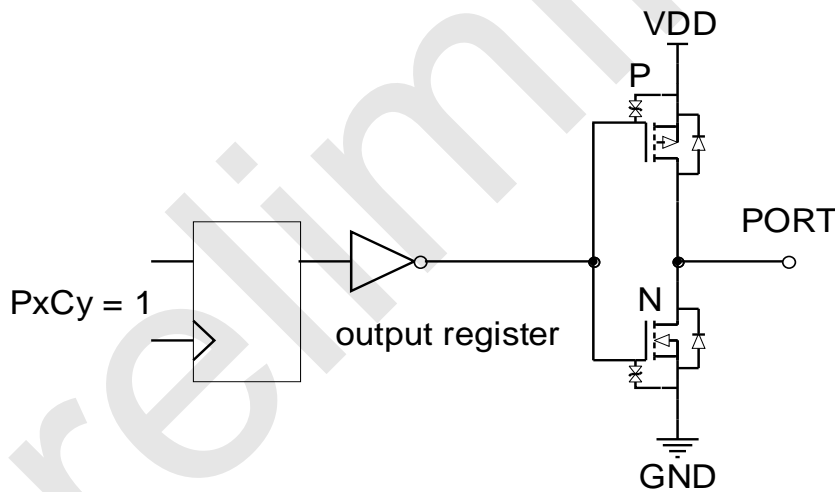 VDD
P
PORT
PxCy = 1
N
output register
GND